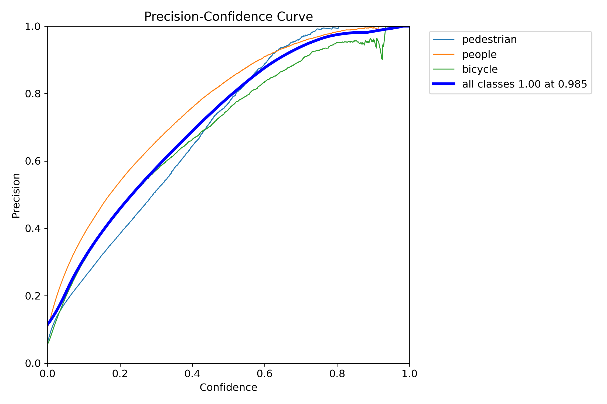 Precision-Confidence Curve
1.0
0.8
0.6
0.4
0.2
0.0
Precision
0.0 0.2 0.4 0.6 0.8 1.0
Confidence
pedestrian
people
bicycle
all classes 1.00 at 0.985